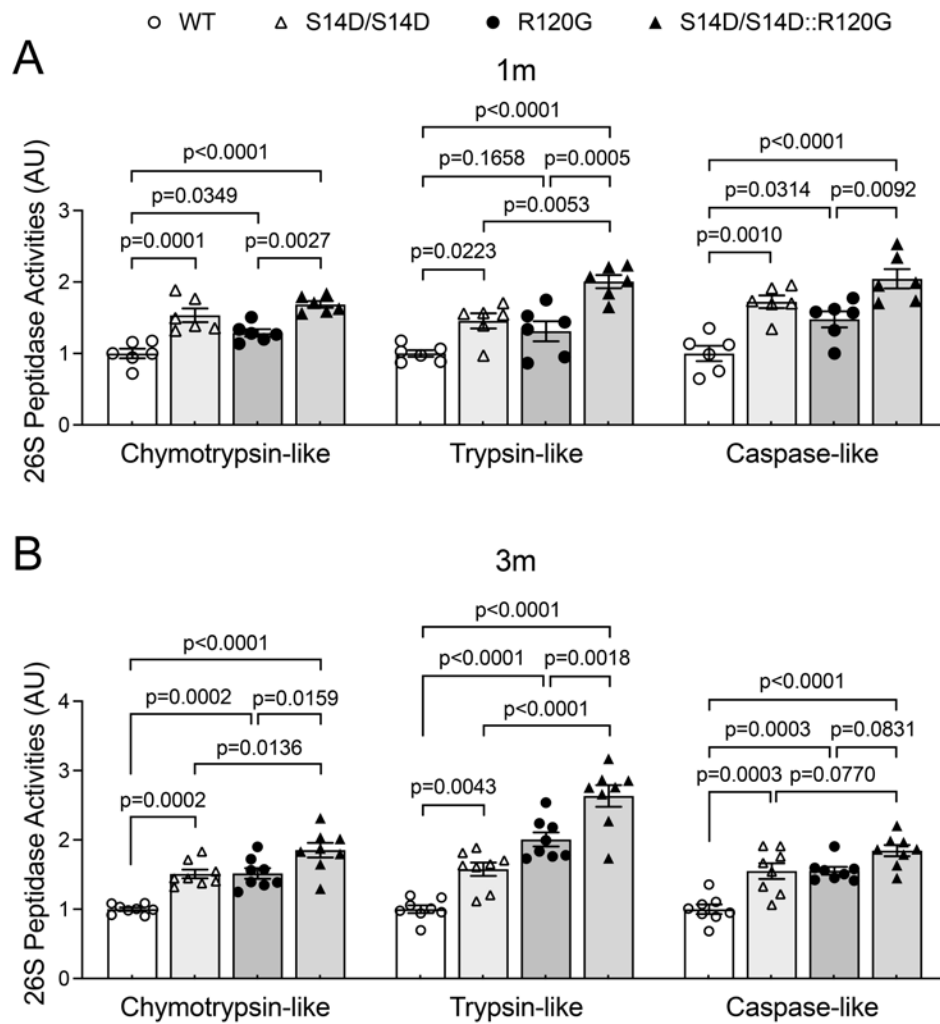 WT S14D/S14D R120G S14D/S14D::R120G
A
1m
p<0.0001
p<0.0001
p=0.1658 p=0.0005
p<0.0001
p=0.0349
p=0.0314 p=0.0092
p=0.0053
p=0.0001 p=0.0027
p=0.0223
p=0.0010
26S Peptidase Activities (AU)
3
2
1
0
Chymotrypsin-like Trypsin-like Caspase-like
B
3m
p<0.0001
p<0.0001
p<0.0001 p=0.0018
p<0.0001
p=0.0002 p=0.0159
p<0.0001
p=0.0003 p=0.0831
p=0.0136
p=0.0002
p=0.0043
p=0.0003 p=0.0770
26S Peptidase Activities (AU)
4
3
2
1
0
Chymotrypsin-like Trypsin-like Caspase-like